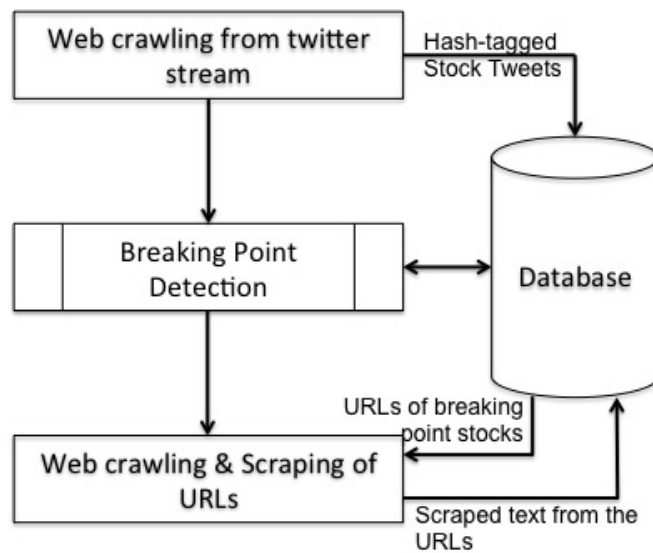 Web crawling from twitter
stream
Hash-tagged
Stock Tweets
Breaking Point
Detection
Database
URLs of breaking
point stocks
Web crawling & Scraping of
URLs
Scraped text from the
URLs